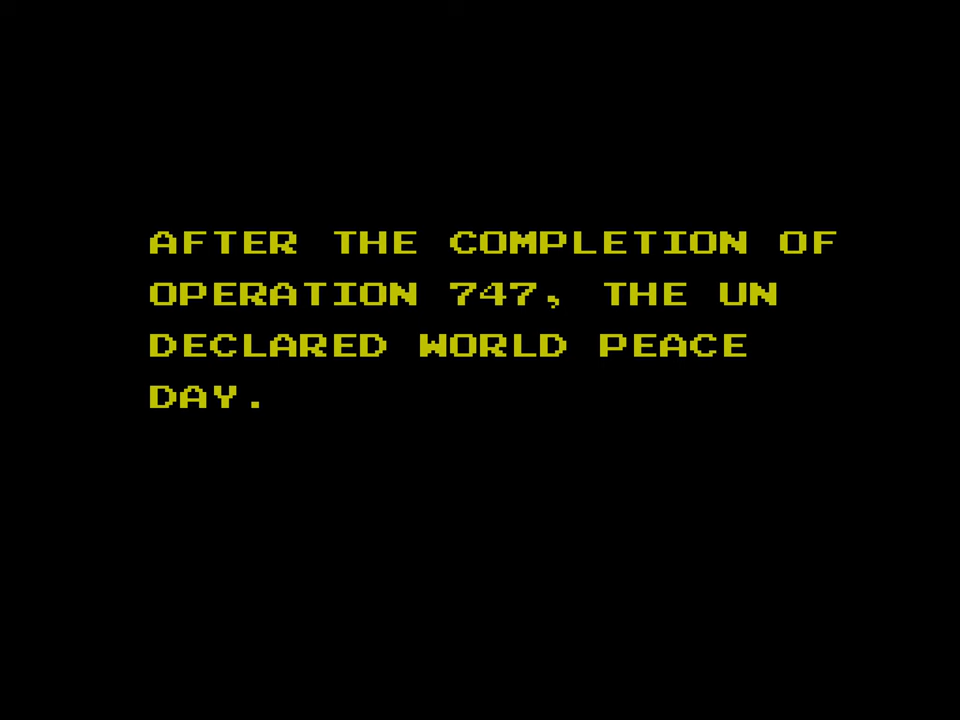 AFTER THE COMPLETION OF
OPERATION 747, THE UN
DECLARED WORLD PEACE
DAY.